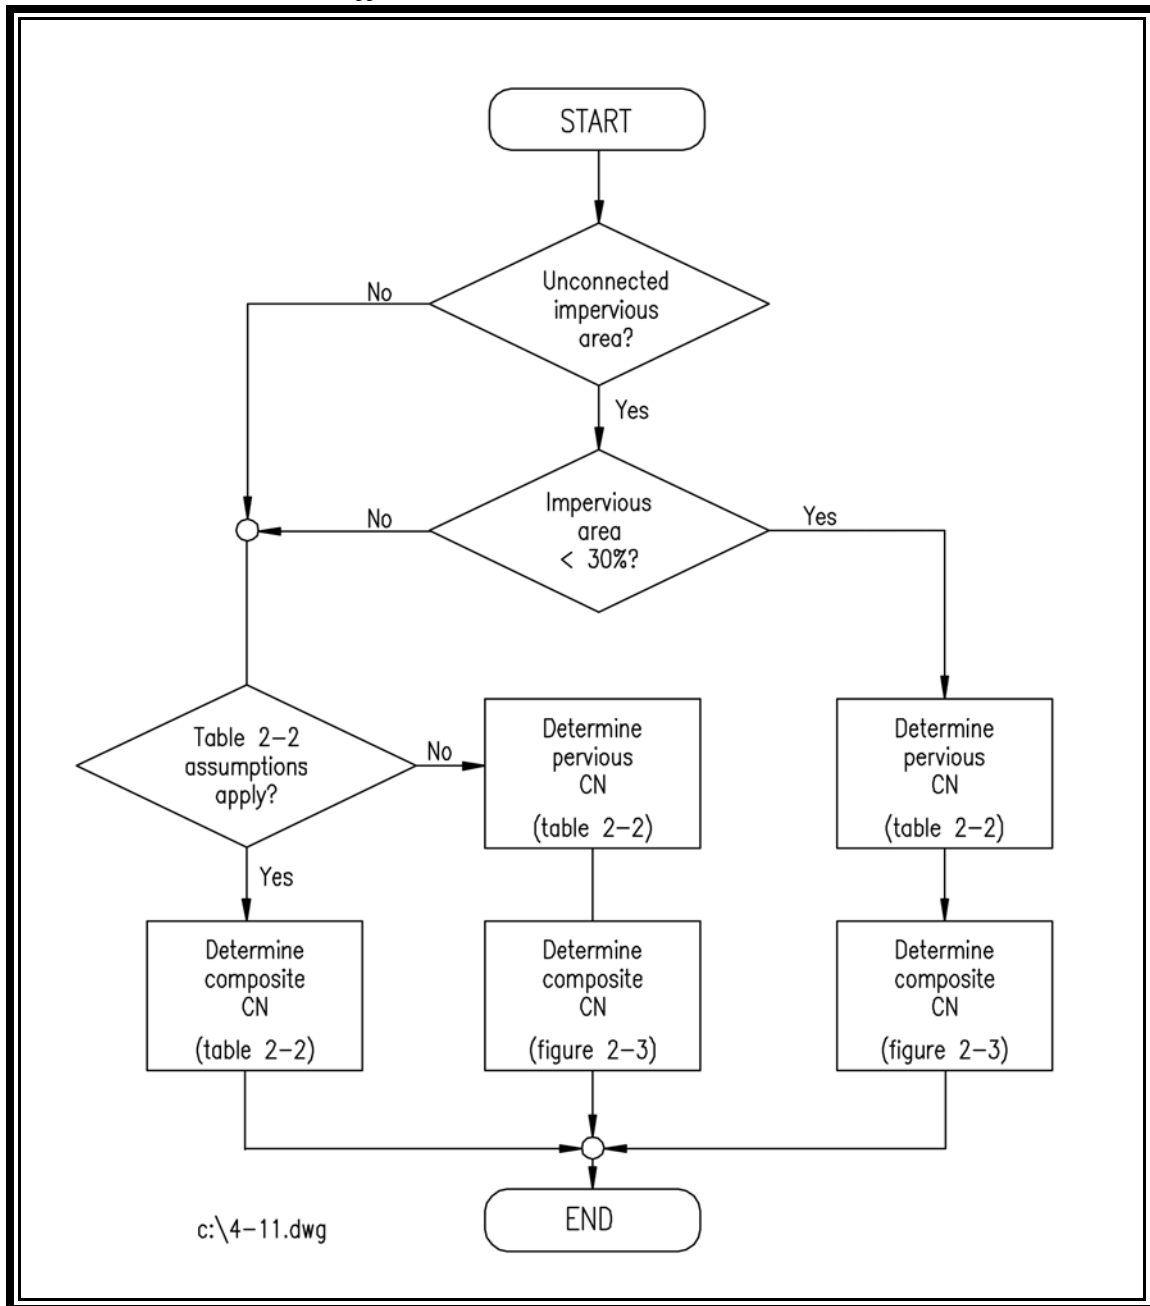 START
Unconnected
impervious
area?
No
Yes
Impervious
area
< 30%?
No
Yes
Table 2-2
assumptions
apply?
No
Yes
Determine
pervious
CN
(table 2-2)
Determine
pervious
CN
(table 2-2)
Determine
composite
CN
(table 2-2)
Determine
composite
CN
(figure 2-3)
Determine
composite
CN
(figure 2-3)
END
c:\4-11.dwg